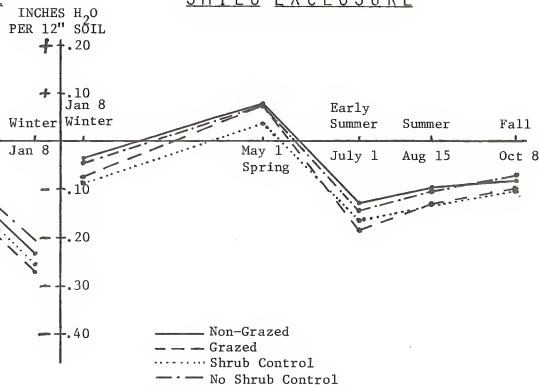 SHIELD EXCLOSURE
INCHES H2O
PER 12" SOIL
+ .20
+ .10
Jan 8
Winter
Winter
Jan 8
May 1
Spring
Early
Summer
July 1
Summer
Aug 15
Fall
Oct 8
- .10
- .20
- .30
- .40
Non-Grazed
Grazed
Shrub Control
No Shrub Control